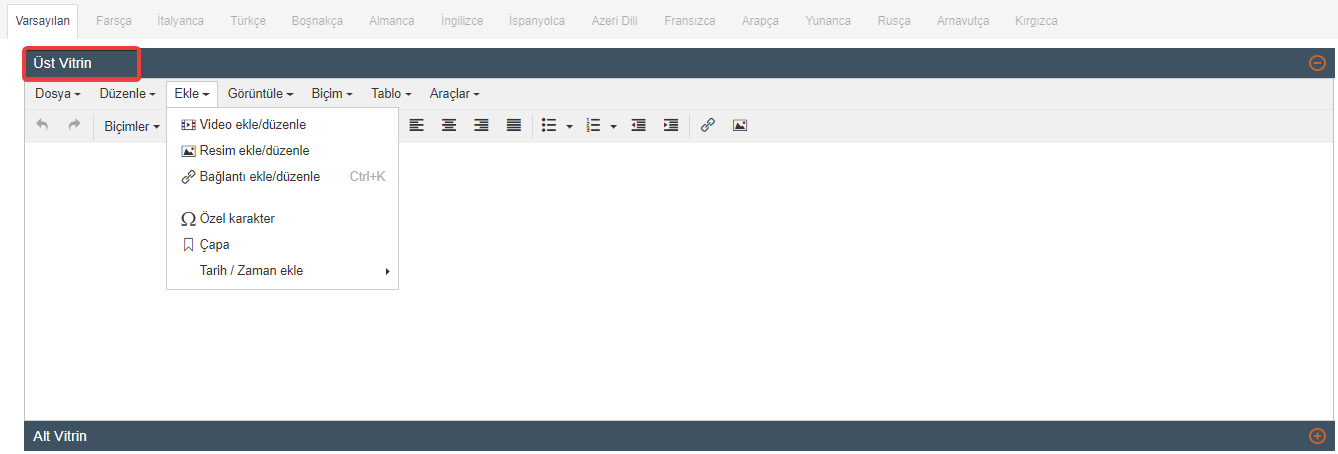 Varsayılan Farsça İtalyanca Türkçe Boşnakça Almanca İngilizce İspanyolca Azeri Dili Fransızca Arapça Yunanca Rusça Arnavutça Kırgızca
Üst Vitrin
Dosya Düzenle Ekle Görüntüle Biçim Tablo Araçlar
Biçimler
Video ekle/düzenle
Resim ekle/düzenle
Bağlantı ekle/düzenle Ctrl+K
Özel karakter
Çapa
Tarih / Zaman ekle
Alt Vitrin